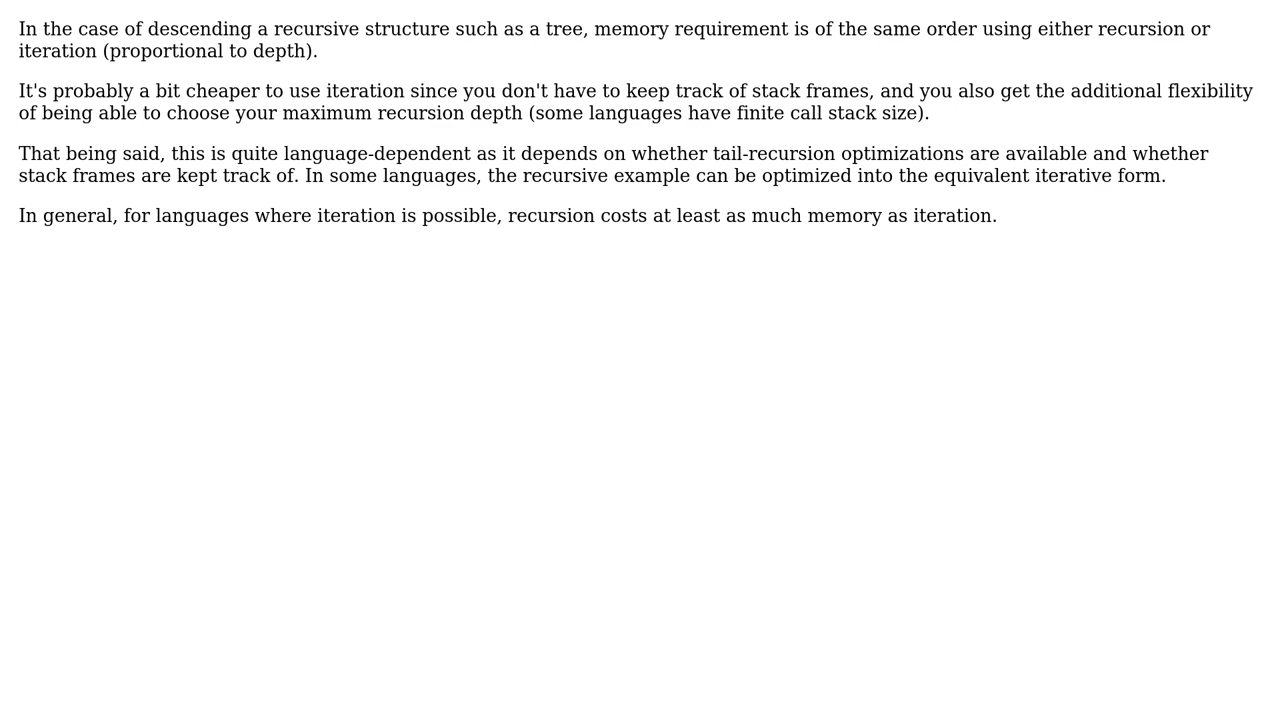 In the case of descending a recursive structure such as a tree, memory requirement is of the same order using either recursion or
iteration (proportional to depth).
It's probably a bit cheaper to use iteration since you don't have to keep track of stack frames, and you also get the additional flexibility
of being able to choose your maximum recursion depth (some languages have finite call stack size).
That being said, this is quite language-dependent as it depends on whether tail-recursion optimizations are available and whether
stack frames are kept track of. In some languages, the recursive example can be optimized into the equivalent iterative form.
In general, for languages where iteration is possible, recursion costs at least as much memory as iteration.